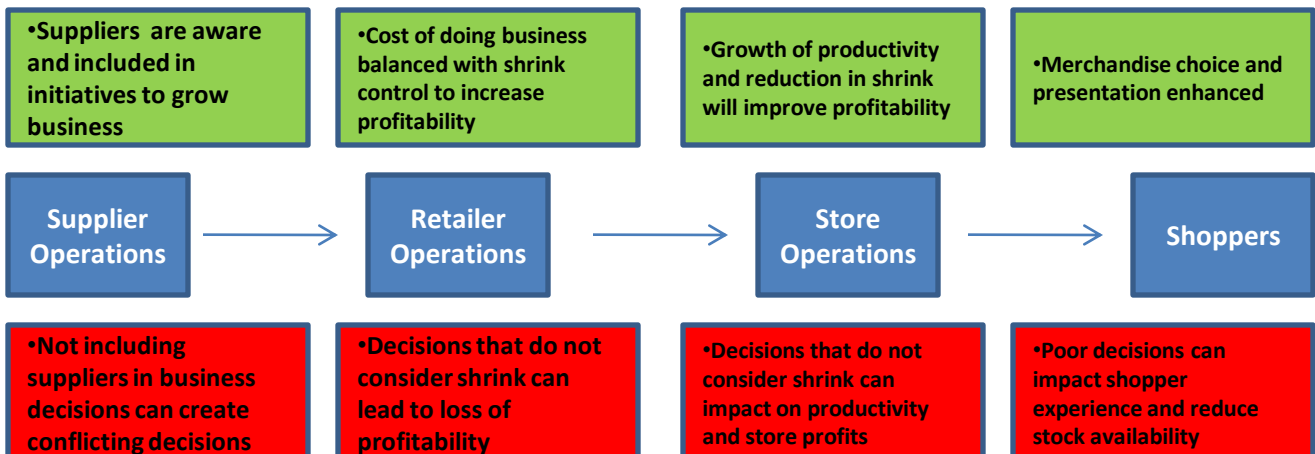 •Suppliers are aware
and included in
initiatives to grow
business
•Cost of doing business
balanced with shrink
control to increase
profitability
•Growth of productivity
and reduction in shrink
will improve profitability
•Merchandise choice and
presentation enhanced
Supplier
Operations
Retailer
Operations
Store
Operations
Shoppers
•Not including
suppliers in business
decisions can create
conflicting decisions
•Decisions that do not
consider shrink can
lead to loss of
profitability
•Decisions that do not
consider shrink can
impact on productivity
and store profits
•Poor decisions can
impact shopper
experience and reduce
stock availability